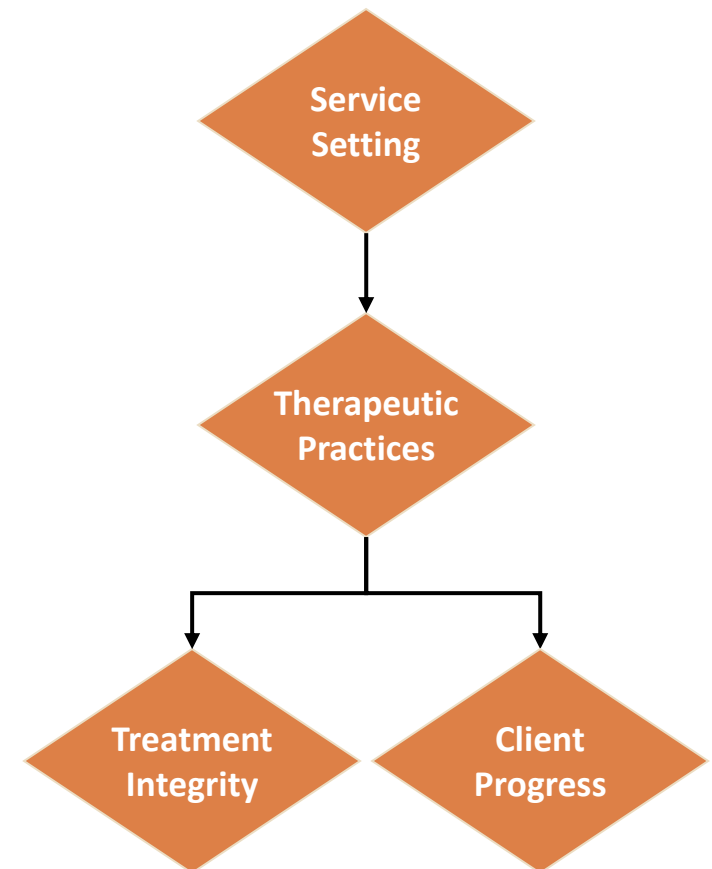 Service
Setting
Therapeutic
Practices
Treatment
Integrity
Client
Progress